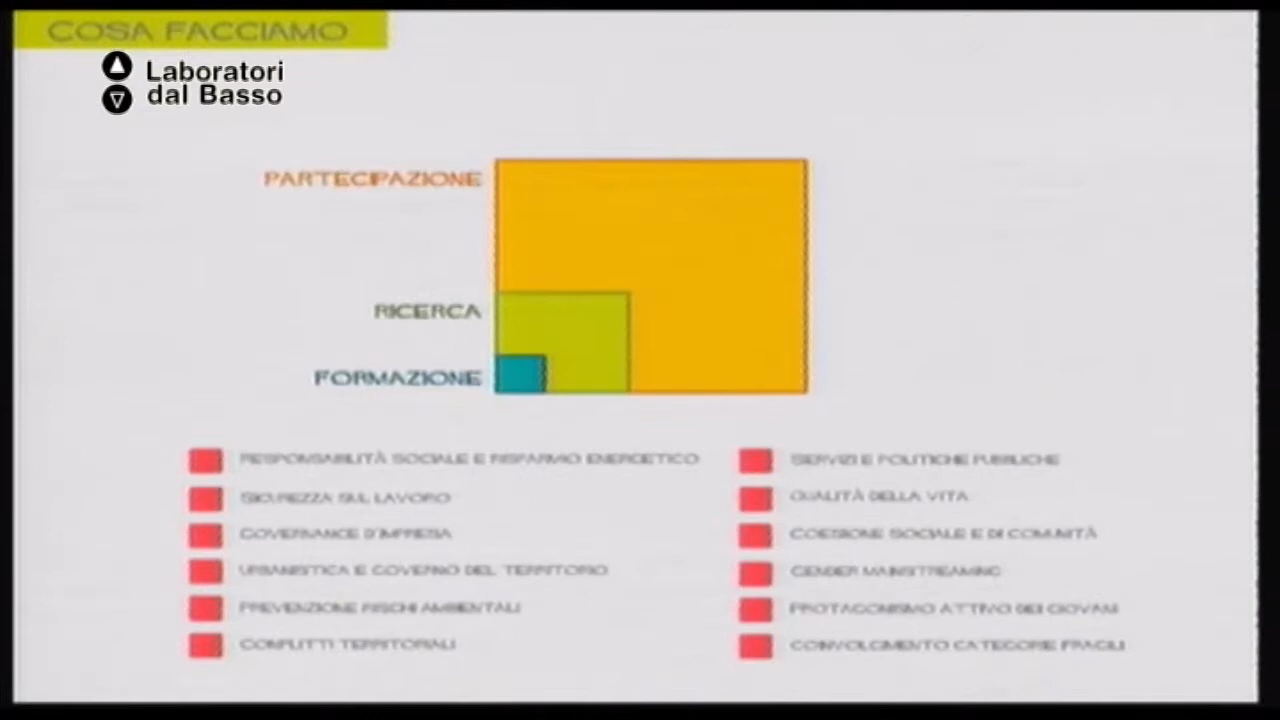 COSA FACCIAMO
Laboratori
dal Basso
PARTECIPAZIONE
RICERCA
FORMAZIONE
RESPONSABILITÀ SOCIALE E RISPARMIO ENERGETICO
SICUREZZA SUL LAVORO
GOVERNANCE D'IMPRESA
URBANISTICA E GOVERNO DEL TERRITORIO
PREVENZIONE RISCHI AMBIENTALI
CONFLITTI TERRITORIALI
SERVIZI E POLITICHE PUBBLICHE
QUALITÀ DELLA VITA
COESIONE SOCIALE E DI COMUNITÀ
GENDER MAINSTREAMING
PROTAGONISMO ATTIVO DEI GIOVANI
COINVOLGIMENTO CATEGORIE FRAGILI